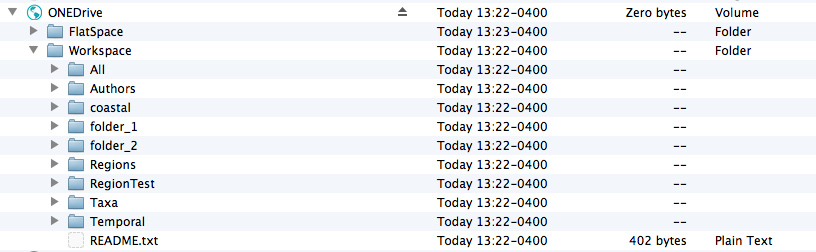 ONEDrive Today 13:22-0400 Zero bytes Volume
FlatSpace Today 13:23-0400 -- Folder
Workspace Today 13:22-0400 -- Folder
All Today 13:22-0400 --
Authors Today 13:22-0400 --
coastal Today 13:22-0400 --
folder_1 Today 13:22-0400 --
folder_2 Today 13:22-0400 --
Regions Today 13:22-0400 --
RegionTest Today 13:22-0400 --
Taxa Today 13:22-0400 --
Temporal Today 13:22-0400 --
README.txt Today 13:22-0400 402 bytes Plain Text